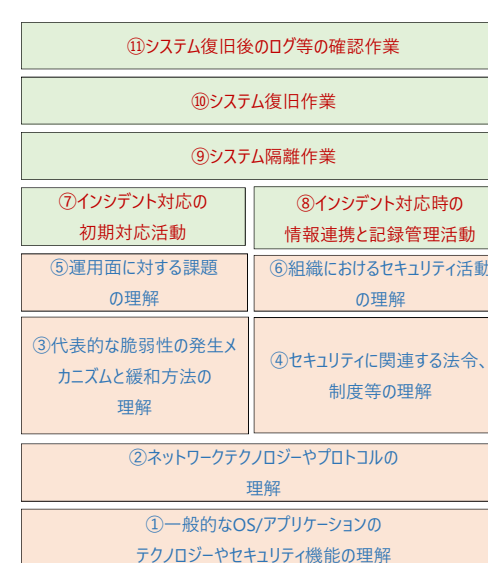 ⑪システム復旧後のログ等の確認作業
⑩システム復旧作業
⑨システム隔離作業
⑦インシデント対応の
初期対応活動
⑧インシデント対応時の
情報連携と記録管理活動
⑤運用面に対する課題
の理解
⑥組織におけるセキュリティ活動
の理解
③代表的な脆弱性の発生メ
カニズムと緩和方法の
理解
④セキュリティに関連する法令、
制度等の理解
②ネットワークテクノロジーやプロトコルの
理解
①一般的なOS/アプリケーションの
テクノロジーやセキュリティ機能の理解